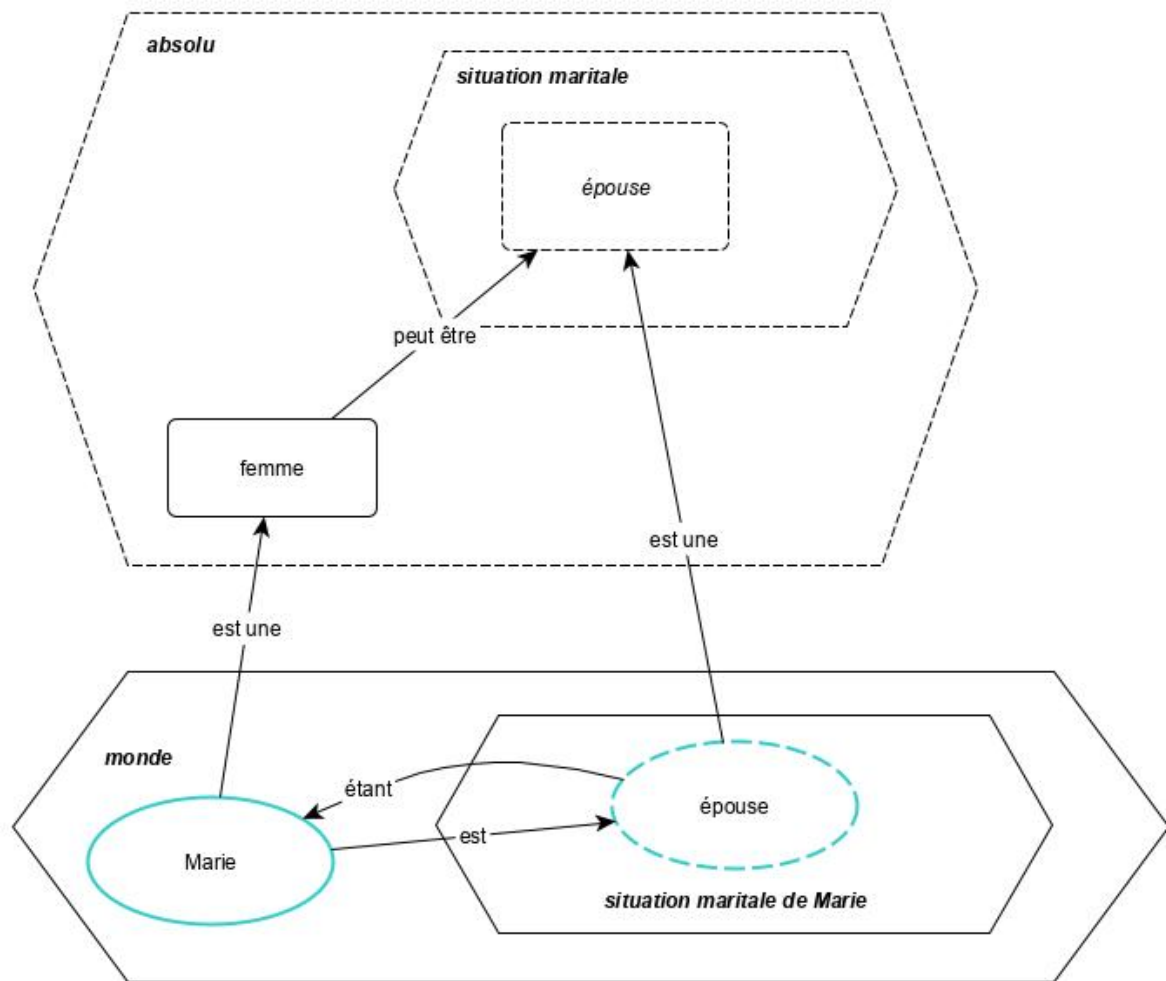 absolu
situation maritale
épouse
peut être
femme
est une
est une
monde
étant
épouse
est
Marie
situation maritale de Marie